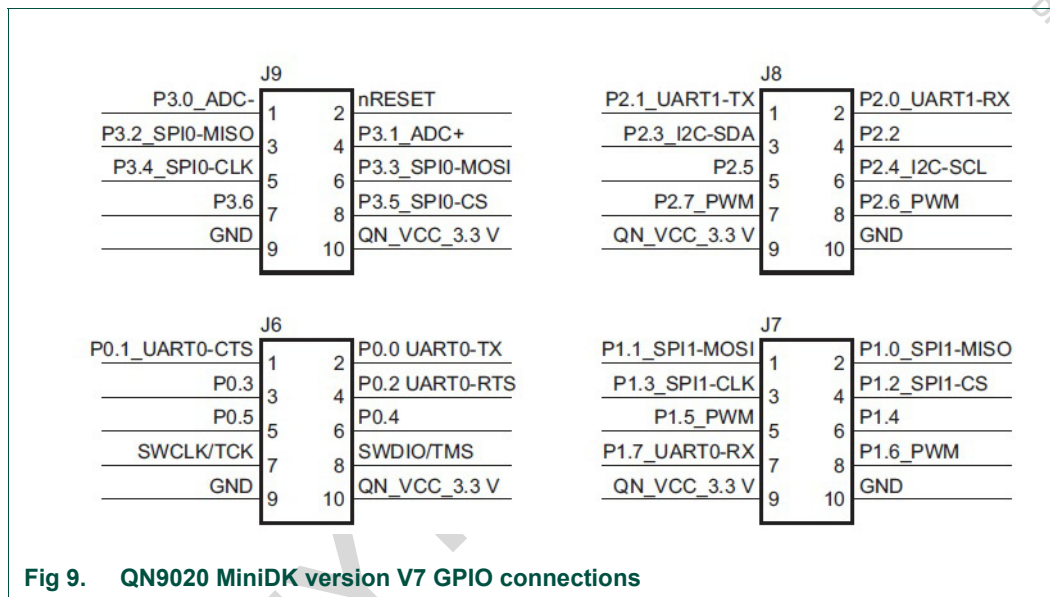 J9
P3.0_ADC- 1 2 nRESET
P3.2_SPI0-MISO 3 4 P3.1_ADC+
P3.4_SPI0-CLK 5 6 P3.3_SPI0-MOSI
P3.6 7 8 P3.5_SPI0-CS
GND 9 10 QN_VCC_3.3 V
J8
P2.1_UART1-TX 1 2 P2.0_UART1-RX
P2.3_I2C-SDA 3 4 P2.2
P2.5 5 6 P2.4_I2C-SCL
P2.7_PWM 7 8 P2.6_PWM
QN_VCC_3.3 V 9 10 GND
J6
P0.1_UART0-CTS 1 2 P0.0 UART0-TX
P0.3 3 4 P0.2 UART0-RTS
P0.5 5 6 P0.4
SWCLK/TCK 7 8 SWDIO/TMS
GND 9 10 QN_VCC_3.3 V
J7
P1.1_SPI1-MOSI 1 2 P1.0_SPI1-MISO
P1.3_SPI1-CLK 3 4 P1.2_SPI1-CS
P1.5_PWM 5 6 P1.4
P1.7_UART0-RX 7 8 P1.6_PWM
QN_VCC_3.3 V 9 10 GND
Fig 9. QN9020 MiniDK version V7 GPIO connections